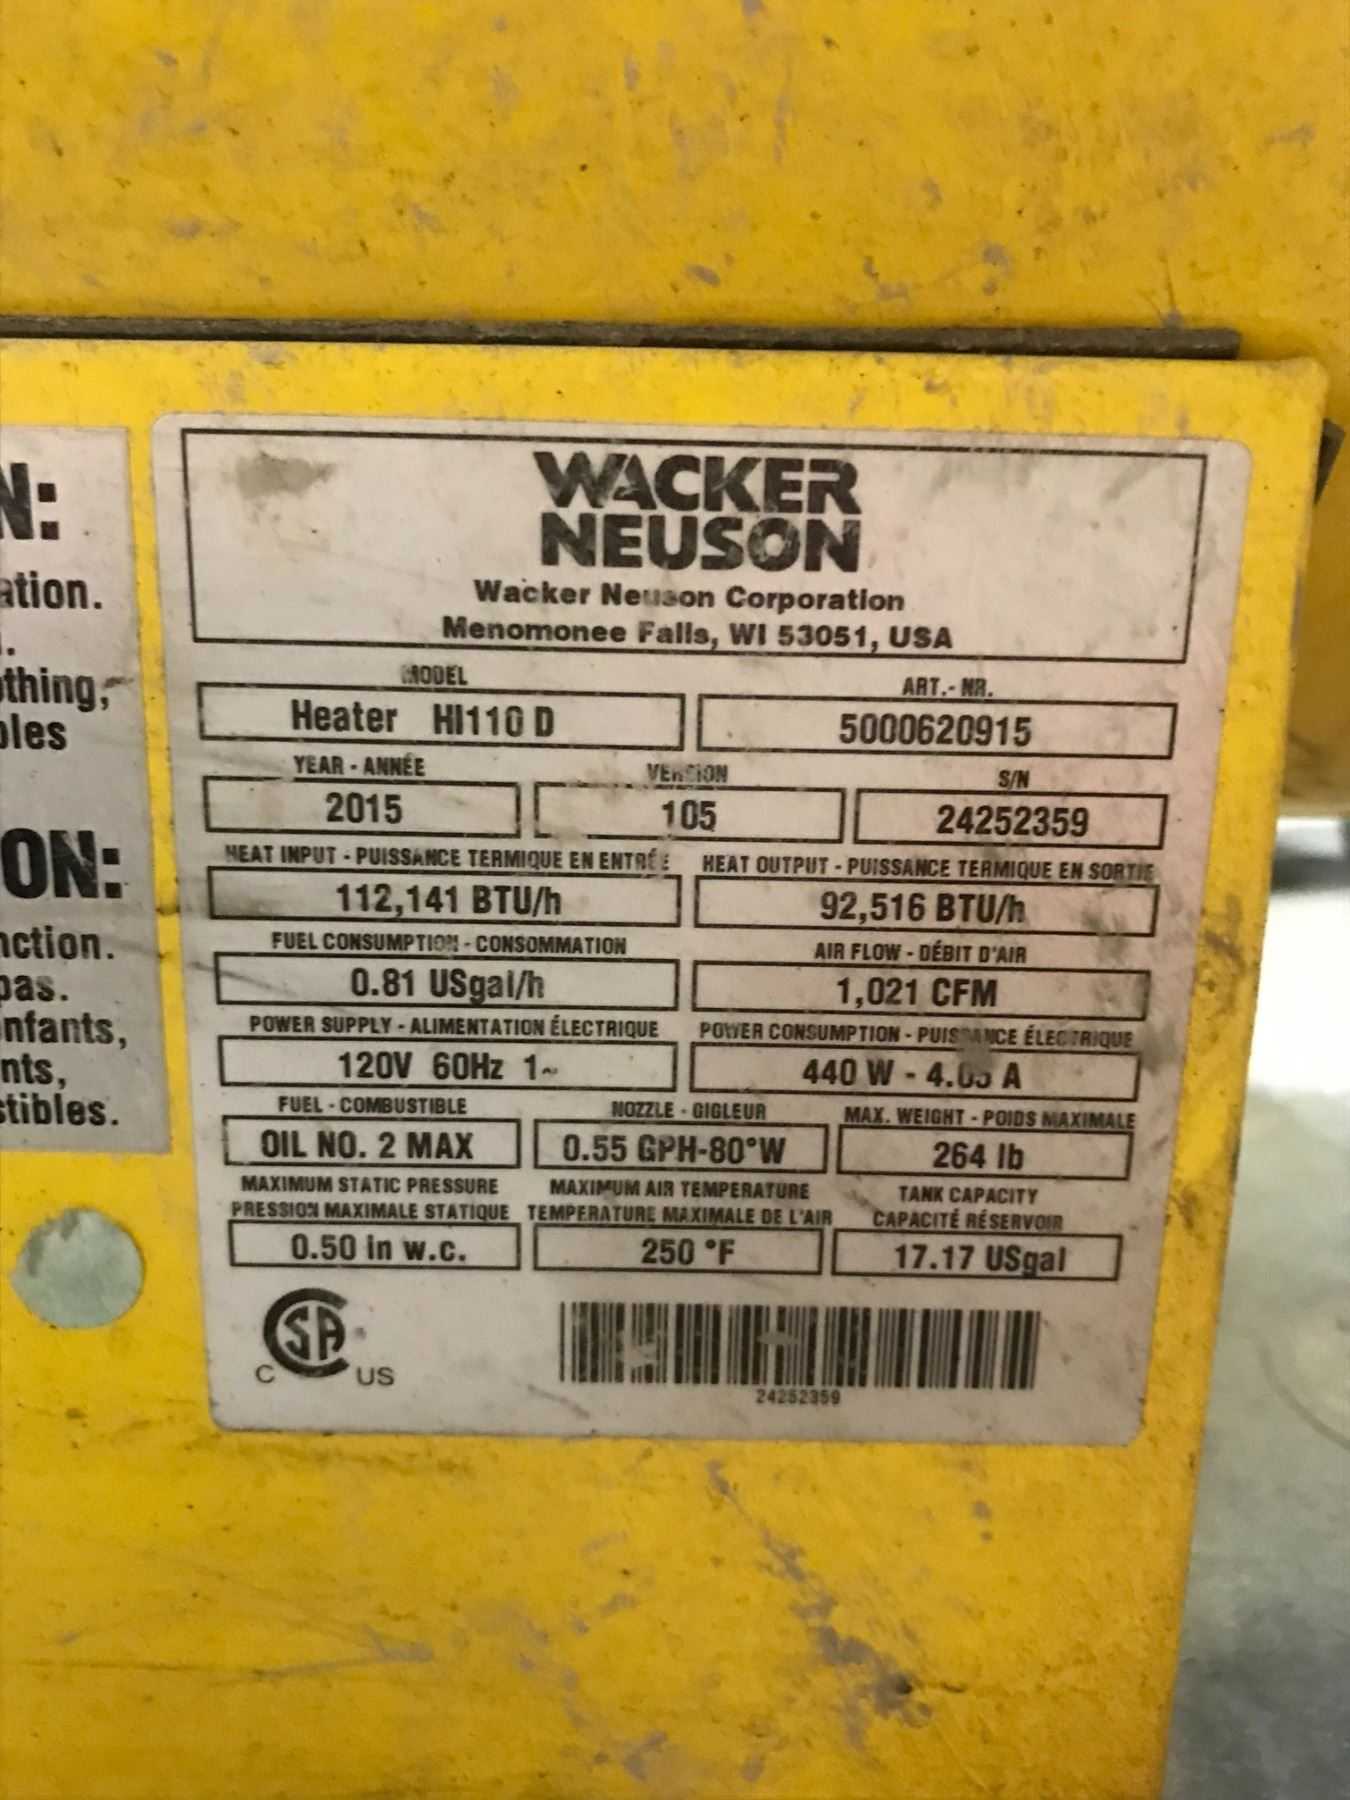 N:
ation.
.
othing,
bles
ON:
nction.
pas.
enfants,
nts,
stibles.
WACKER
NEUSON
Wacker Neuson Corporation
Menomonee Falls, WI 53051, USA
MODEL ART.- NR.
Heater HI110 D 5000620915
YEAR - ANNÉE VERSION S/N
2015 105 24252359
HEAT INPUT - PUISSANCE TERMIQUE EN ENTRÉE HEAT OUTPUT - PUISSANCE TERMIQUE EN SORTIE
112,141 BTU/h 92,516 BTU/h
FUEL CONSUMPTION - CONSOMMATION AIR FLOW - DÉBIT D'AIR
0.81 USgal/h 1,021 CFM
POWER SUPPLY - ALIMENTATION ÉLECTRIQUE POWER CONSUMPTION - PUISSANCE ÉLECTRIQUE
120V 60Hz 1~ 440 W - A
FUEL - COMBUSTIBLE NOZZLE - GIGLEUR MAX. WEIGHT - POIDS MAXIMALE
OIL NO. 2 MAX 0.55 GPH-80°W 264 lb
MAXIMUM STATIC PRESSURE MAXIMUM AIR TEMPERATURE TANK CAPACITY
PRESSION MAXIMALE STATIQUE TEMPERATURE MAXIMALE DE L'AIR CAPACITÉ RÉSERVOIR
0.50 in w.c. 250 °F 17.17 USgal
CSA
C US
24252359